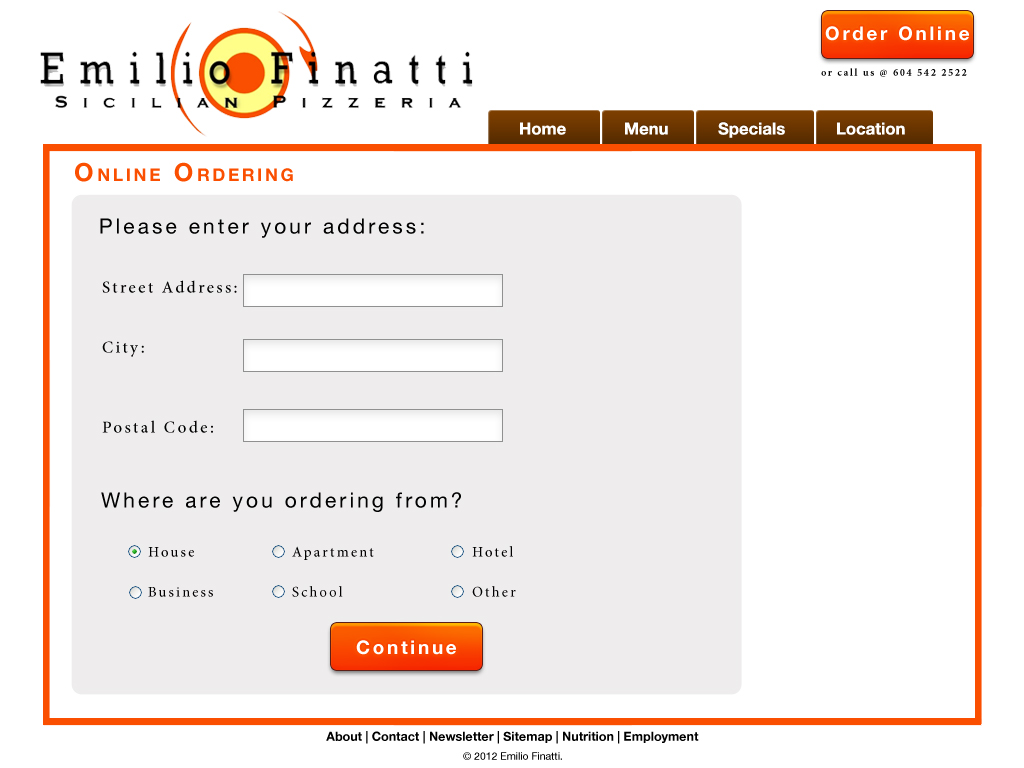 Emilio Finatti
Sicilian Pizzeria
Order Online
or call us @ 604 542 2522
Home Menu Specials Location
Online Ordering
Please enter your address:
Street Address:
City:
Postal Code:
Where are you ordering from?
House Apartment Hotel
Business School Other
Continue
About | Contact | Newsletter | Sitemap | Nutrition | Employment
© 2012 Emilio Finatti.